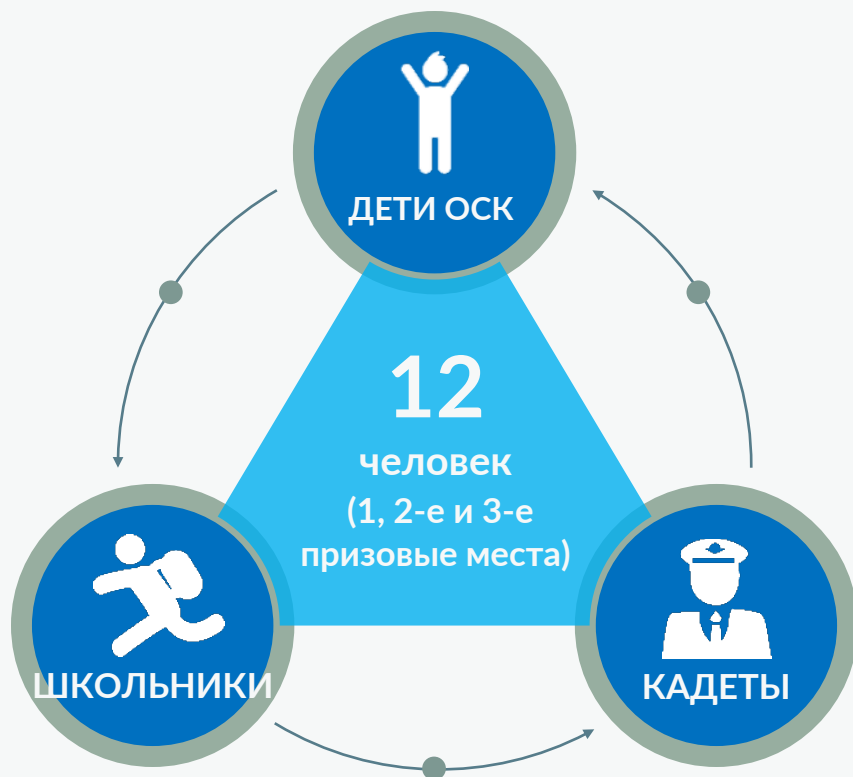 ДЕТИ ОСК
12
человек
(1, 2-е и 3-е
призовые места)
ШКОЛЬНИКИ
КАДЕТЫ